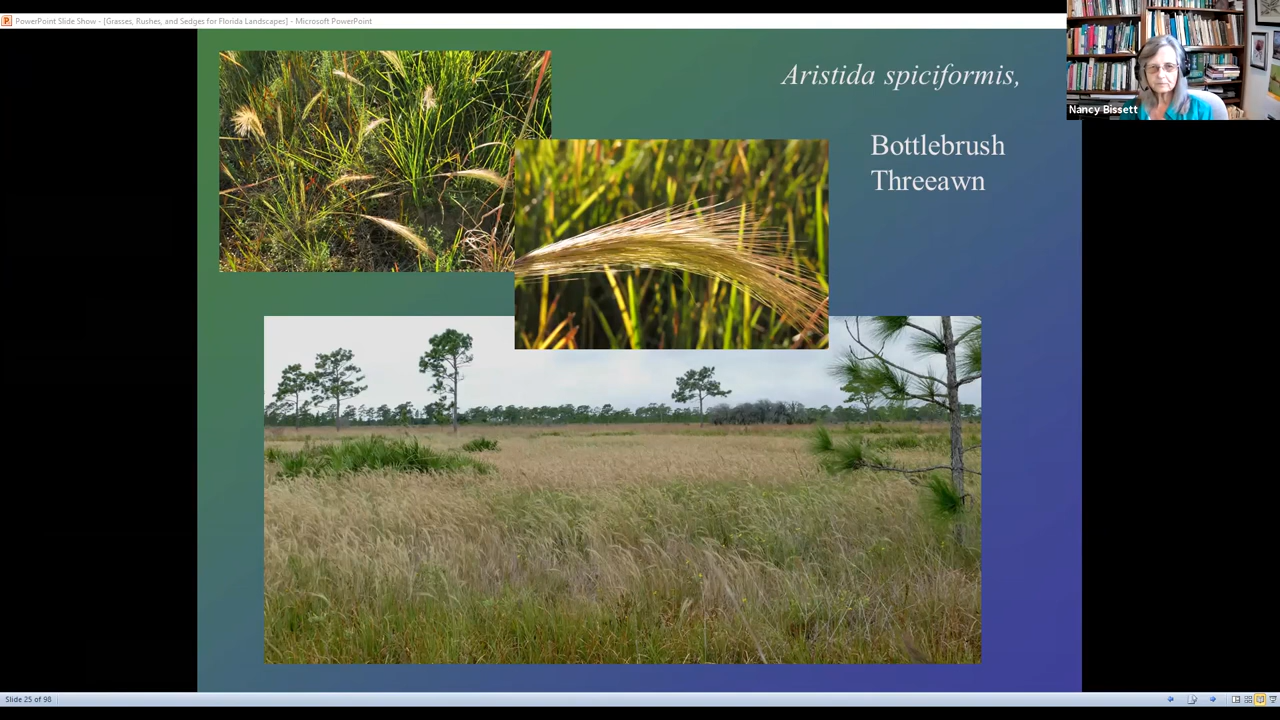 PowerPoint Slide Show - [Grasses, Rushes, and Sedges for Florida Landscapes] - Microsoft PowerPoint
Aristida spiciformis,
Bottlebrush
Threeawn
Nancy Bissett
Slide 25 of 98